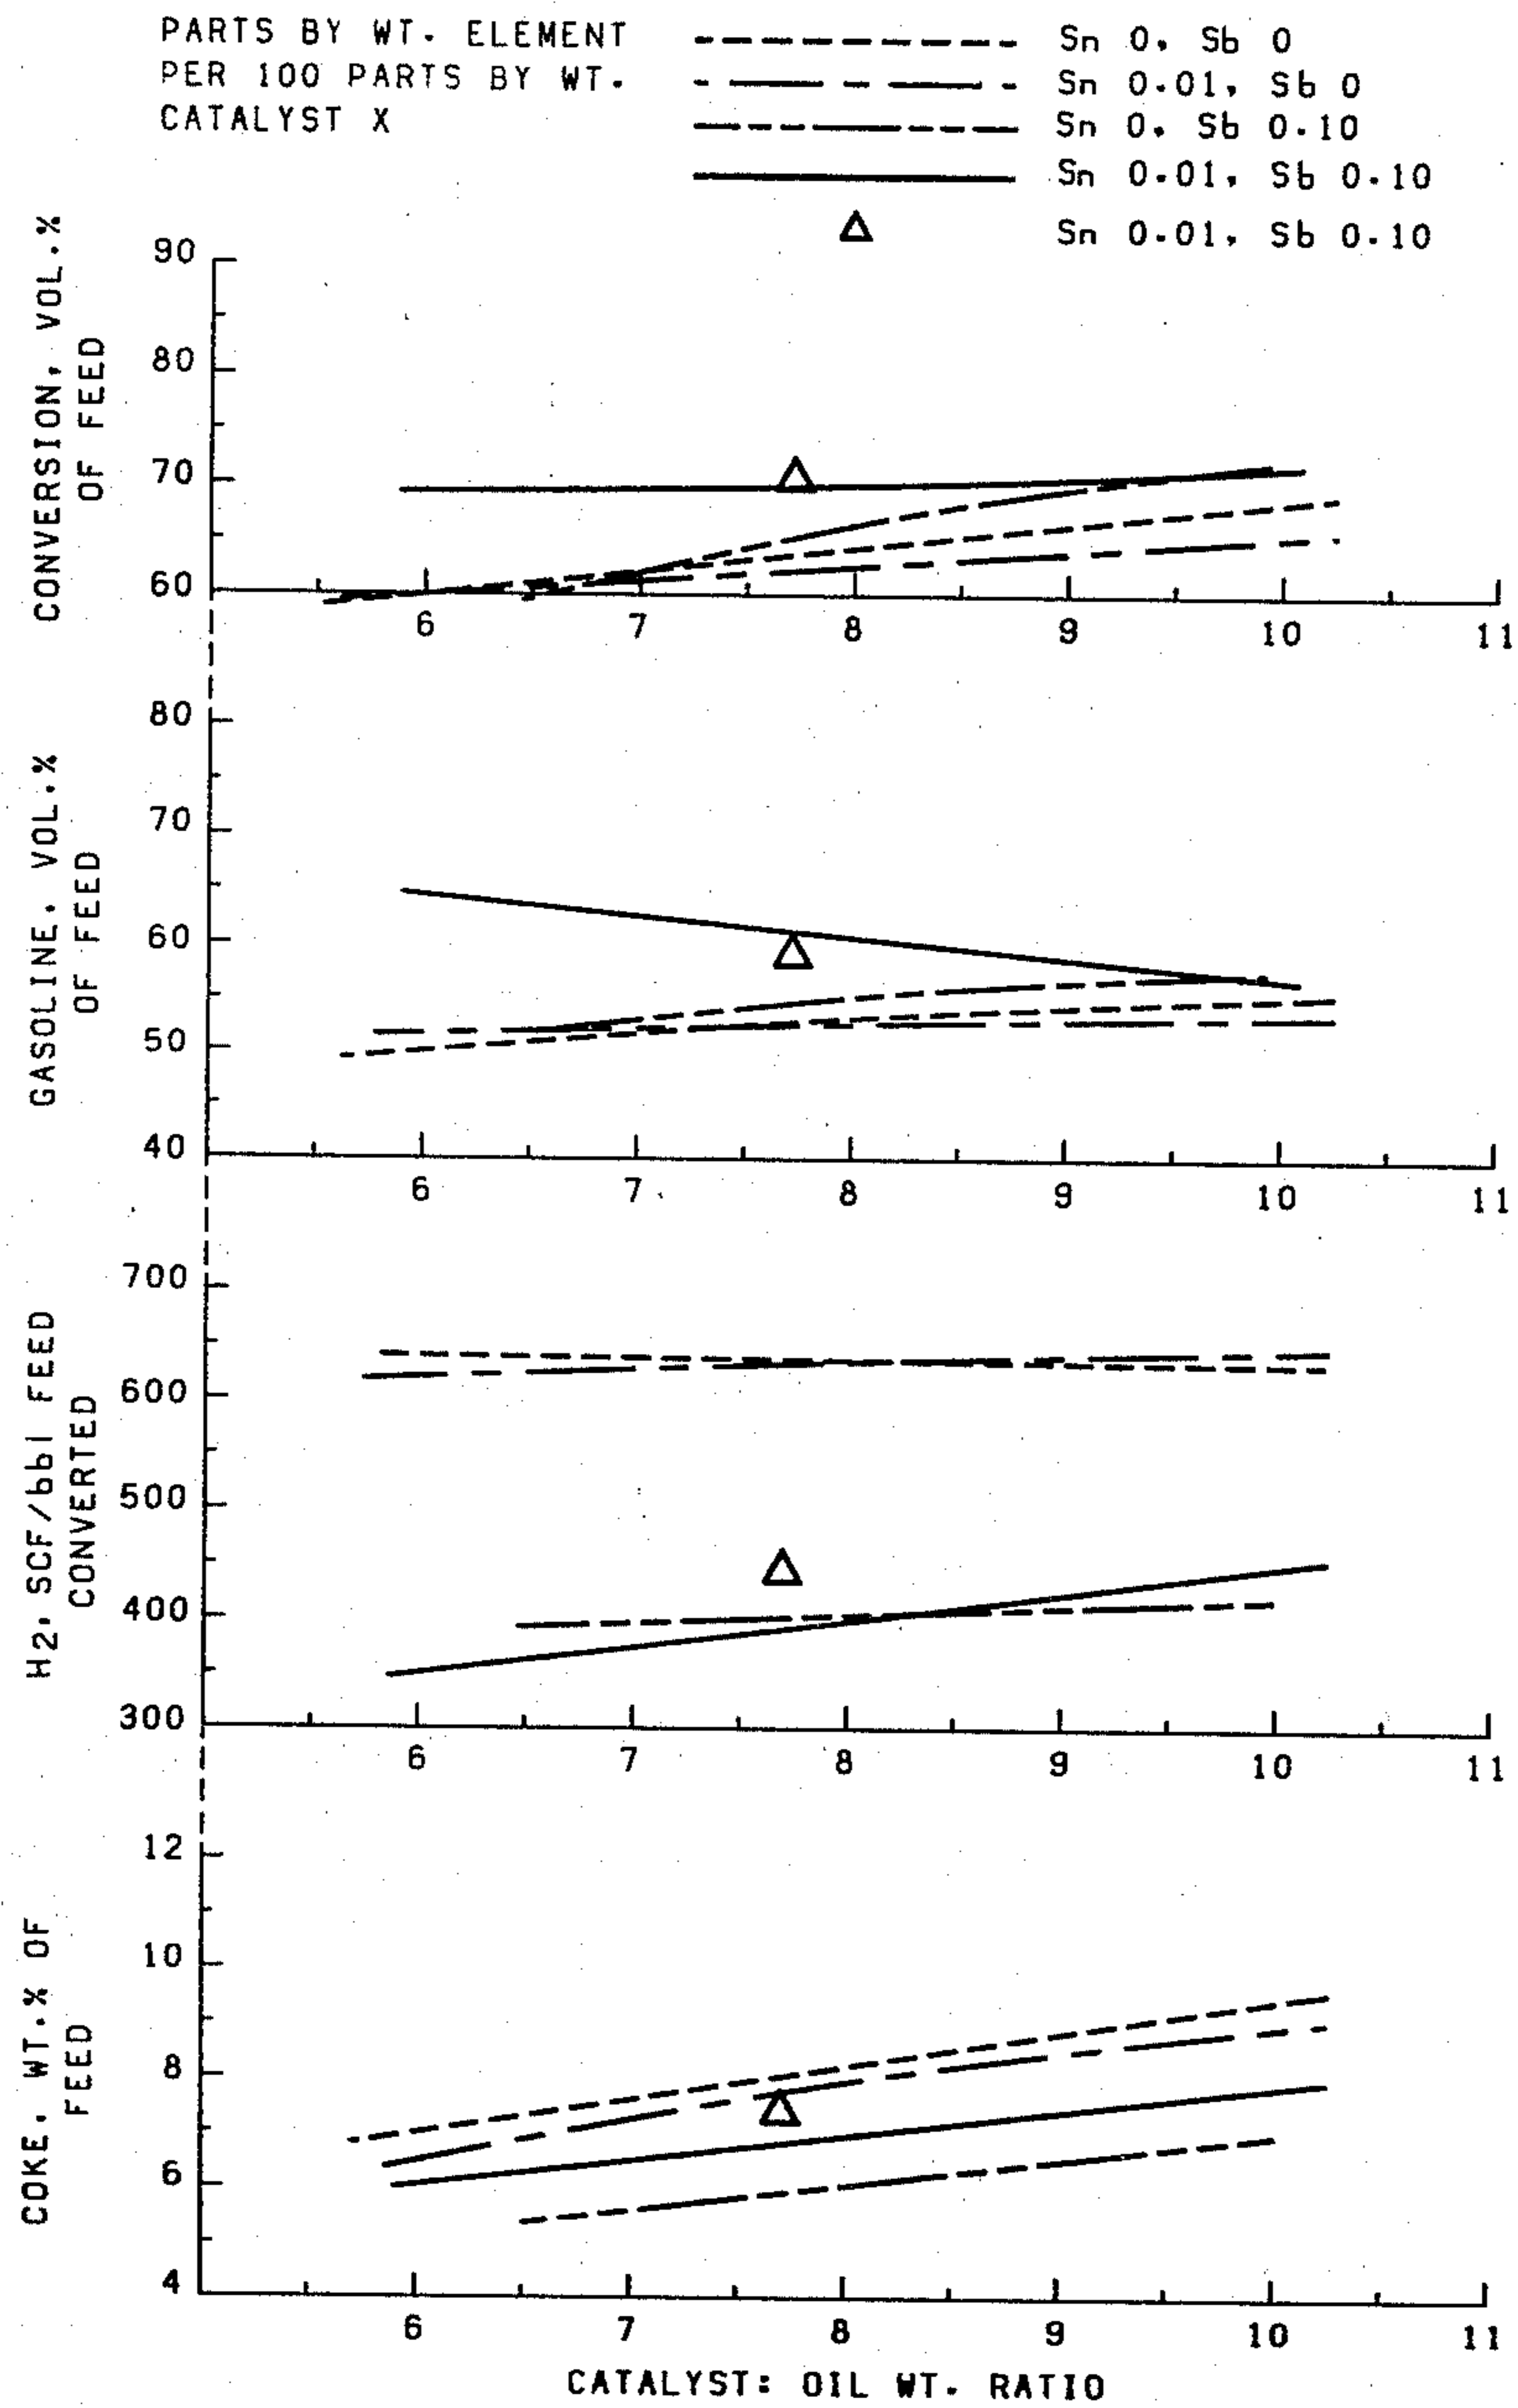 PARTS BY WT. ELEMENT
PER 100 PARTS BY WT.
CATALYST X
Sn 0, Sb 0
Sn 0.01, Sb 0
Sn 0, Sb 0.10
Sn 0.01, Sb 0.10
Sn 0.01, Sb 0.10
CONVERSION, VOL.%
OF FEED
90
80
70
60
6 7 8 9 10 11
GASOLINE, VOL.%
OF FEED
80
70
60
50
40
6 7 8 9 10 11
H2, SCF/bbl FEED
CONVERTED
700
600
500
400
300
6 7 8 9 10 11
COKE, WT.% OF
FEED
12
10
8
6
4
6 7 8 9 10 11
CATALYST: OIL WT. RATIO